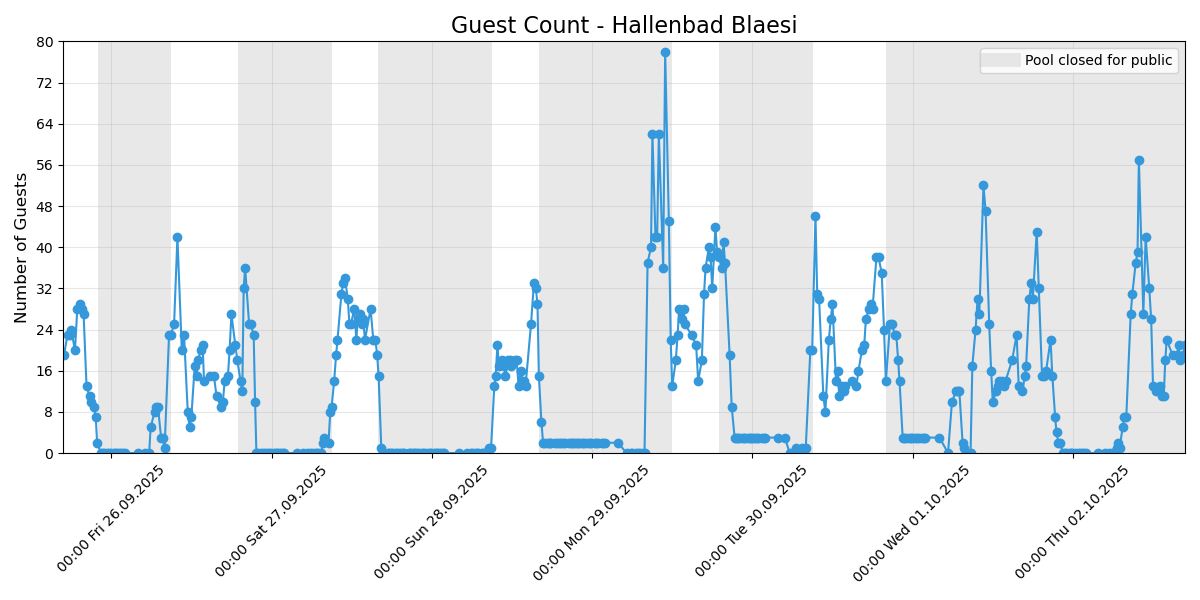 Guest Count - Hallenbad Blaesi
Pool closed for public
Number of Guests
80
72
64
56
48
40
32
24
16
8
0
00:00 Fri 26.09.2025
00:00 Sat 27.09.2025
00:00 Sun 28.09.2025
00:00 Mon 29.09.2025
00:00 Tue 30.09.2025
00:00 Wed 01.10.2025
00:00 Thu 02.10.2025